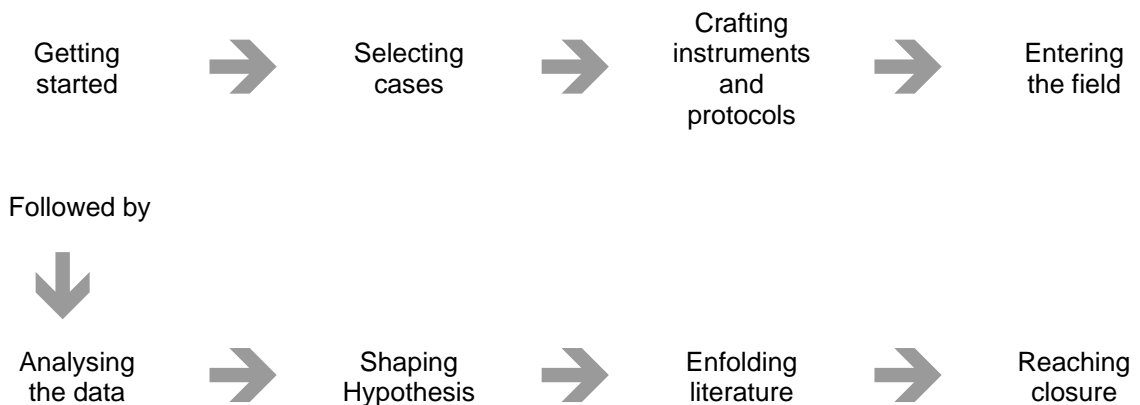 Getting
started
Selecting
cases
Crafting
instruments
and
protocols
Entering
the field
Followed by
Analysing
the data
Shaping
Hypothesis
Enfolding
literature
Reaching
closure